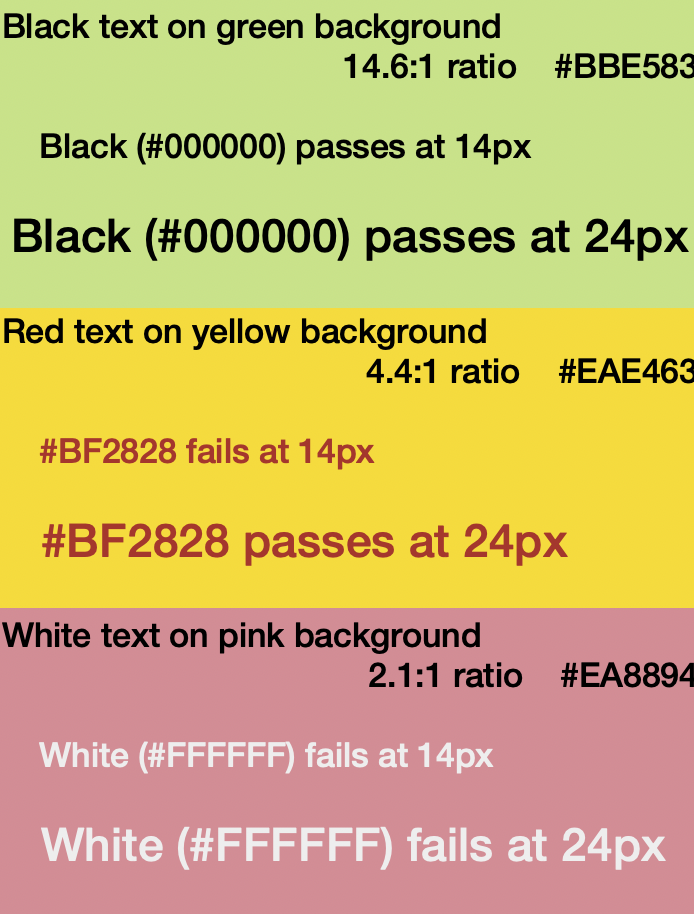 Black text on green background
14.6:1 ratio #BBE583
Black (#000000) passes at 14px
Black (#000000) passes at 24px
Red text on yellow background
4.4:1 ratio #EAE463
#BF2828 fails at 14px
#BF2828 passes at 24px
White text on pink background
2.1:1 ratio #EA8894
White (#FFFFFF) fails at 14px
White (#FFFFFF) fails at 24px